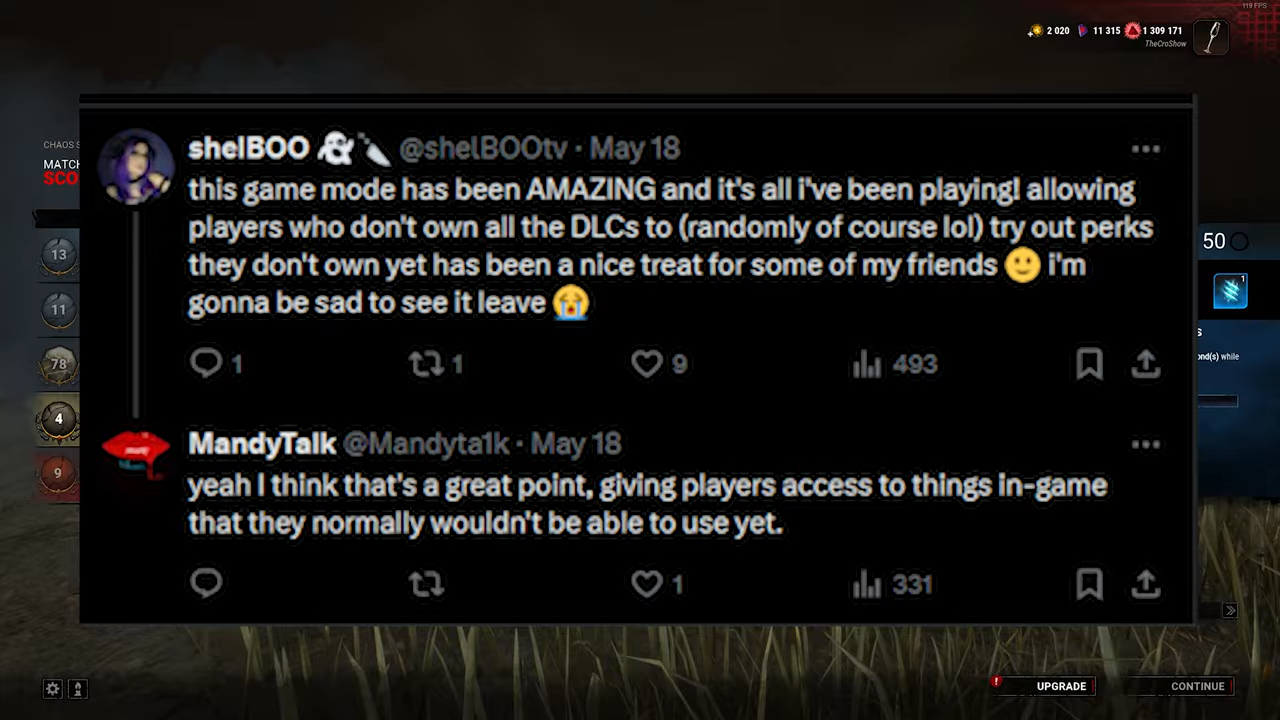 119 FPS
2 020 11 315 1 309 171
TheCroShow
CHAOS S
MATCH
SCO
13
11
78
4
9
shelBOO 👻🔪 @shelBOOtv · May 18
this game mode has been AMAZING and it's all i've been playing! allowing
players who don't own all the DLCs to (randomly of course lol) try out perks
they don't own yet has been a nice treat for some of my friends 🙂 i'm
gonna be sad to see it leave 😭
1 1 9 493
MandyTalk @Mandyta1k · May 18
yeah I think that's a great point, giving players access to things in-game
that they normally wouldn't be able to use yet.
1 331
50
1
S
ond(s) while
UPGRADE
CONTINUE